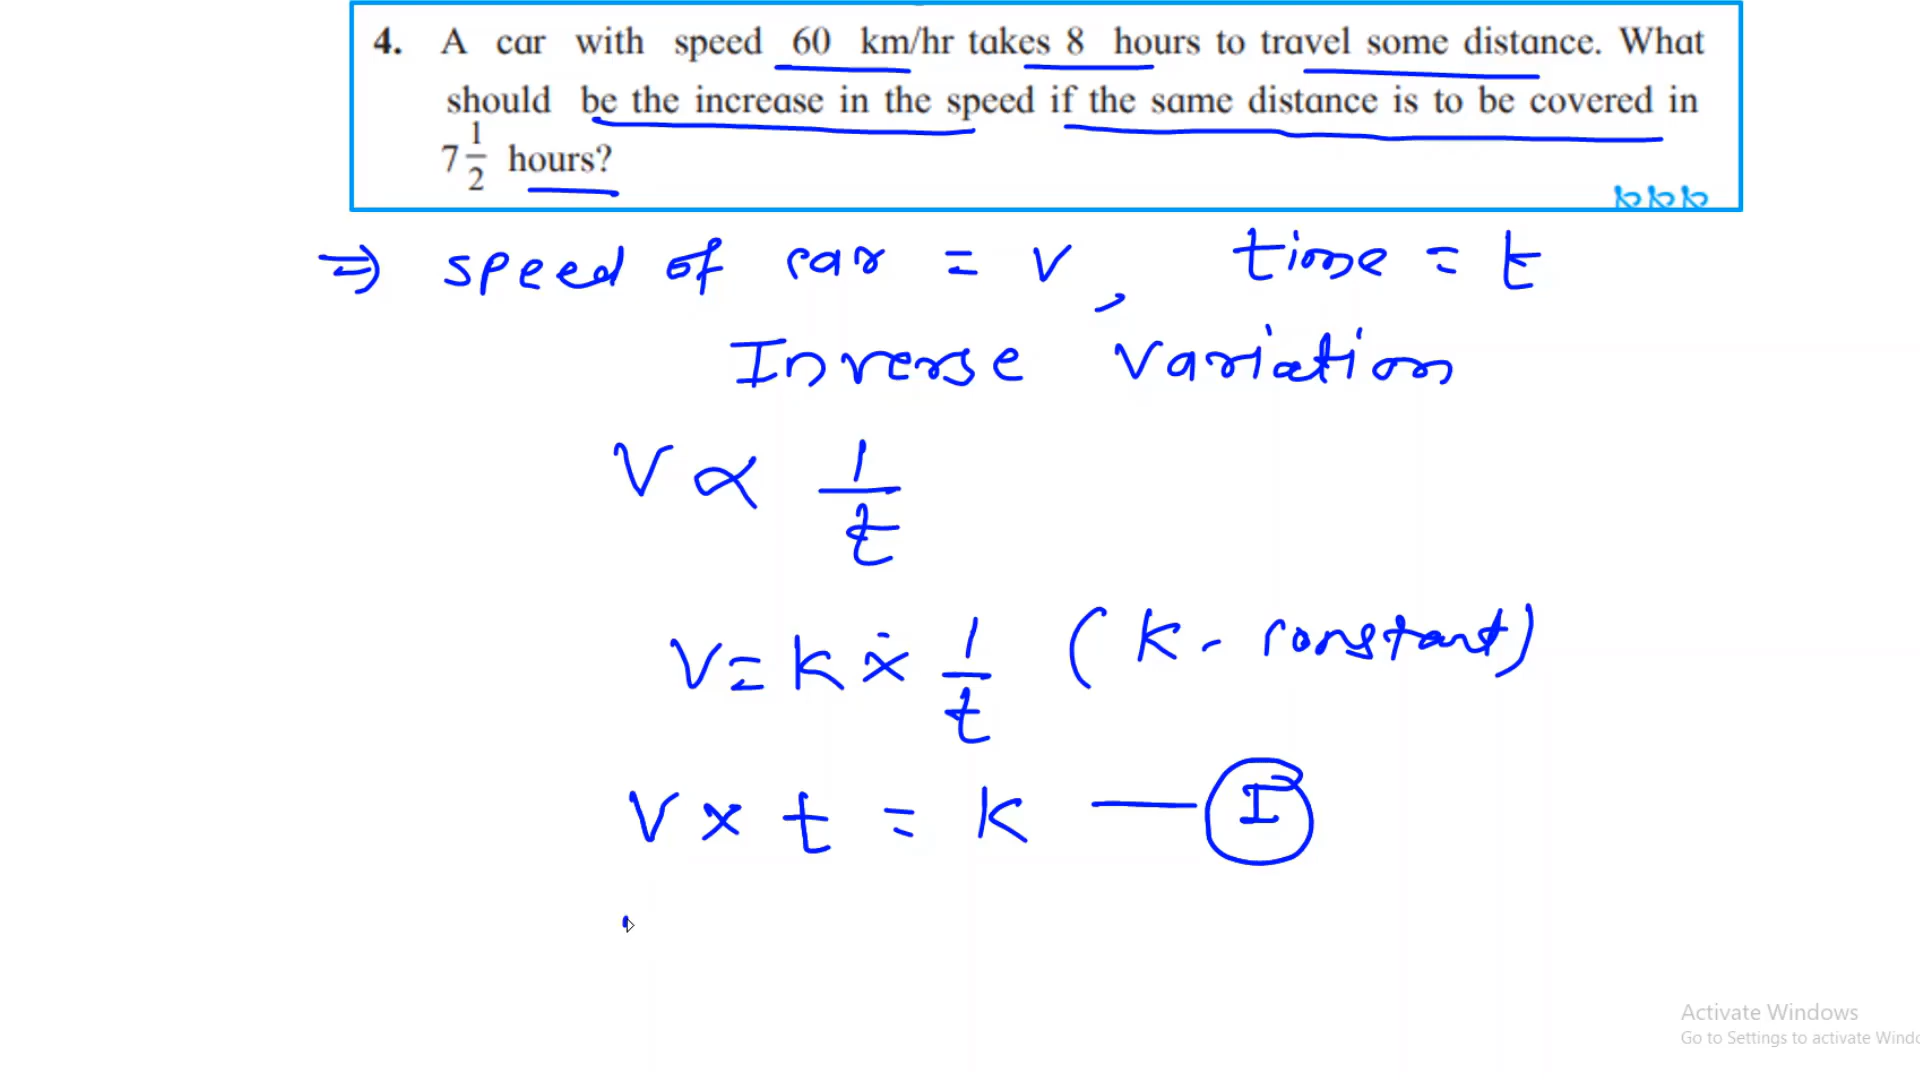 4. A car with speed 60 km/hr takes 8 hours to travel some distance. What
should be the increase in the speed if the same distance is to be covered in
7 1/2 hours?
⇒ speed of car = v, time = t
Inverse variation
V ∝ 1/t
V = k × 1/t (k - constant)
V × t = k —— I
Activate Windows
Go to Settings to activate Windo